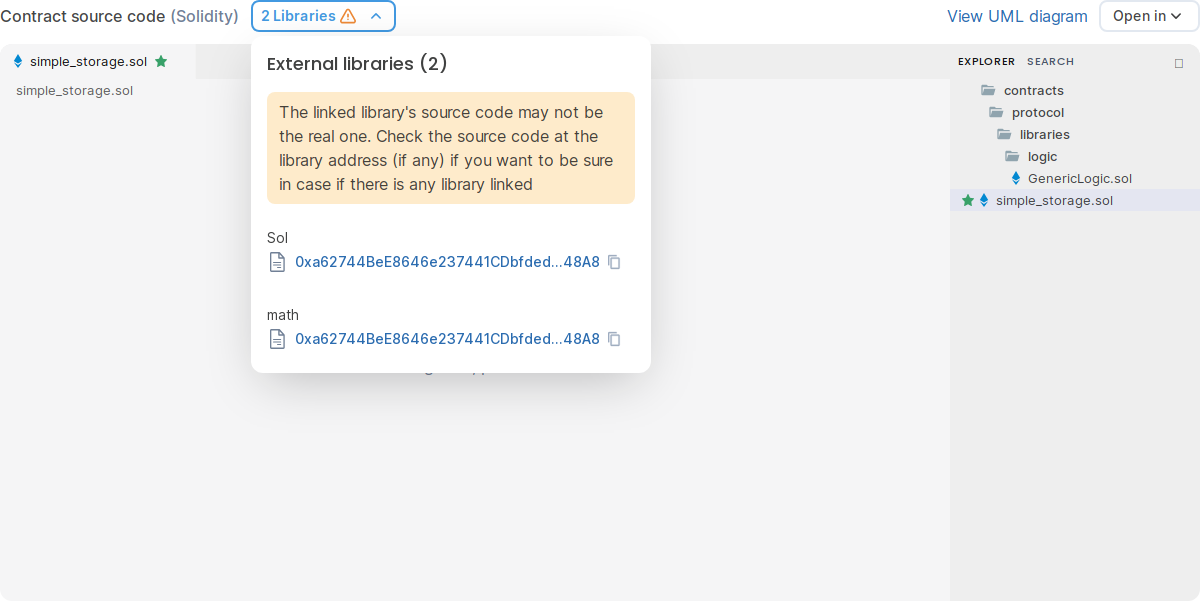 Contract source code (Solidity)
2 Libraries
View UML diagram
Open in
simple_storage.sol
simple_storage.sol
External libraries (2)
The linked library's source code may not be
the real one. Check the source code at the
library address (if any) if you want to be sure
in case if there is any library linked
Sol
0xa62744BeE8646e237441CDbfded...48A8
math
0xa62744BeE8646e237441CDbfded...48A8
EXPLORER SEARCH
contracts
protocol
libraries
logic
GenericLogic.sol
simple_storage.sol